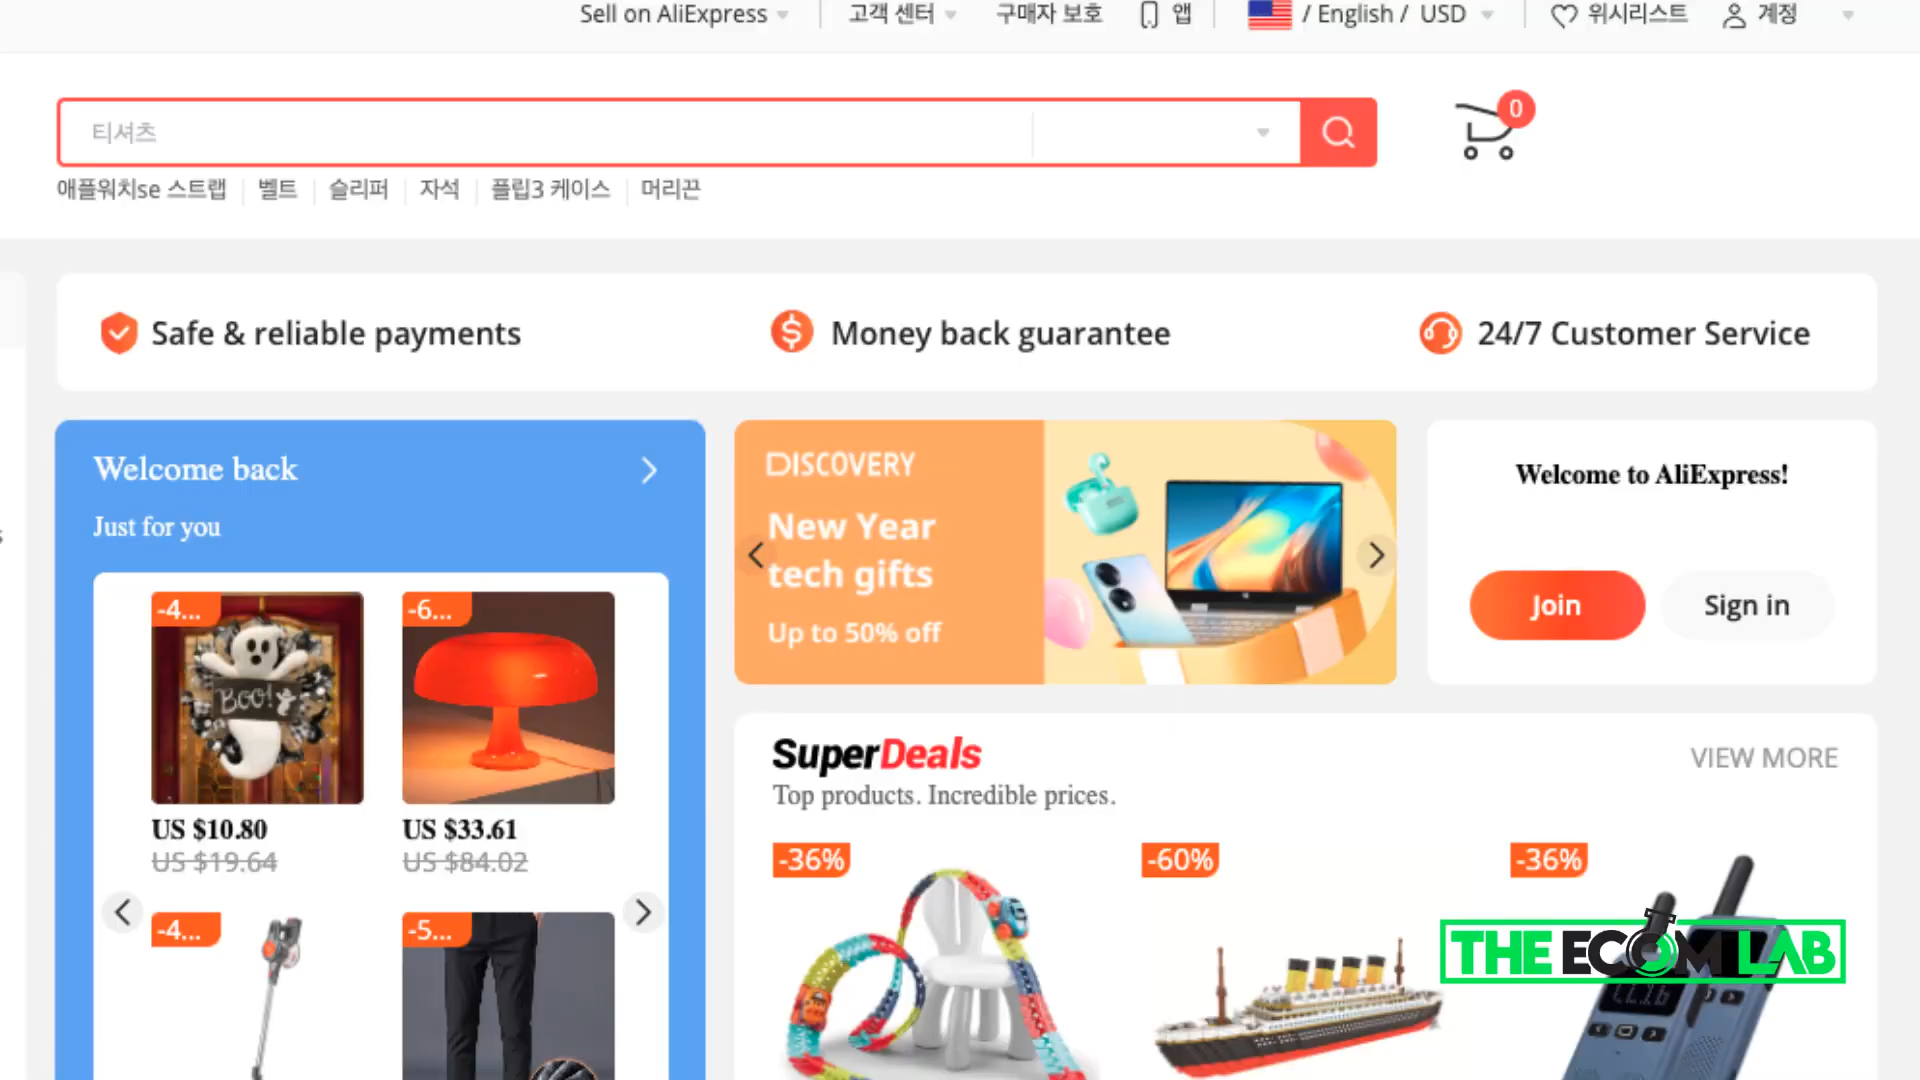 Sell on AliExpress
고객 센터
구매자 보호
앱
/ English / USD
위시리스트
계정
티셔츠
0
애플워치se 스트랩
벨트
슬리퍼
자석
플립3 케이스
머리끈
Safe & reliable payments
Money back guarantee
24/7 Customer Service
Welcome back
Just for you
-4...
-6...
BOO!
US $10.80
US $33.61
US $19.64
US $84.02
-4...
-5...
DISCOVERY
New Year
tech gifts
Up to 50% off
Welcome to AliExpress!
Join
Sign in
SuperDeals
VIEW MORE
Top products. Incredible prices.
-36%
-60%
-36%
THE ECOM LAB